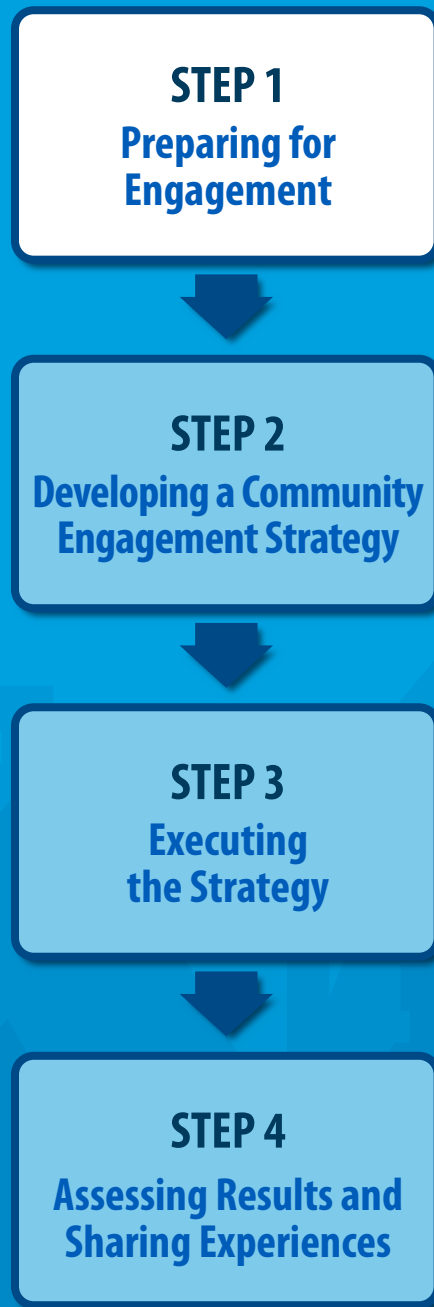 STEP 1
Preparing for
Engagement
STEP 2
Developing a Community
Engagement Strategy
STEP 3
Executing
the Strategy
STEP 4
Assessing Results and
Sharing Experiences